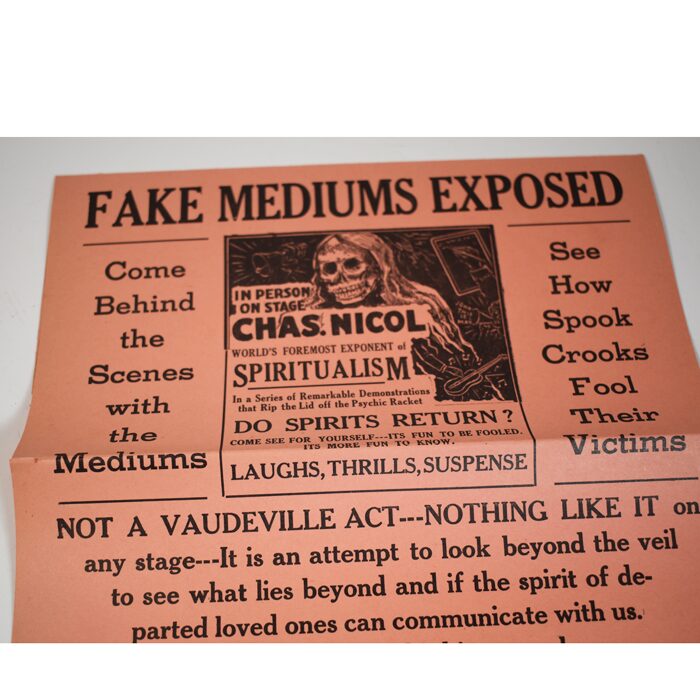 FAKE MEDIUMS EXPOSED
Come
Behind
the
Scenes
with
the
Mediums
IN PERSON
ON STAGE
CHAS. NICOL
WORLD'S FOREMOST EXPONENT of
SPIRITUALISM
In a Series of Remarkable Demonstrations
that Rip the Lid off the Psychic Racket
DO SPIRITS RETURN?
COME SEE FOR YOURSELF---ITS FUN TO BE FOOLED.
ITS MORE FUN TO KNOW.
LAUGHS, THRILLS, SUSPENSE
See
How
Spook
Crooks
Fool
Their
Victims
NOT A VAUDEVILLE ACT---NOTHING LIKE IT on
any stage---It is an attempt to look beyond the veil
to see what lies beyond and if the spirit of de-
parted loved ones can communicate with us.